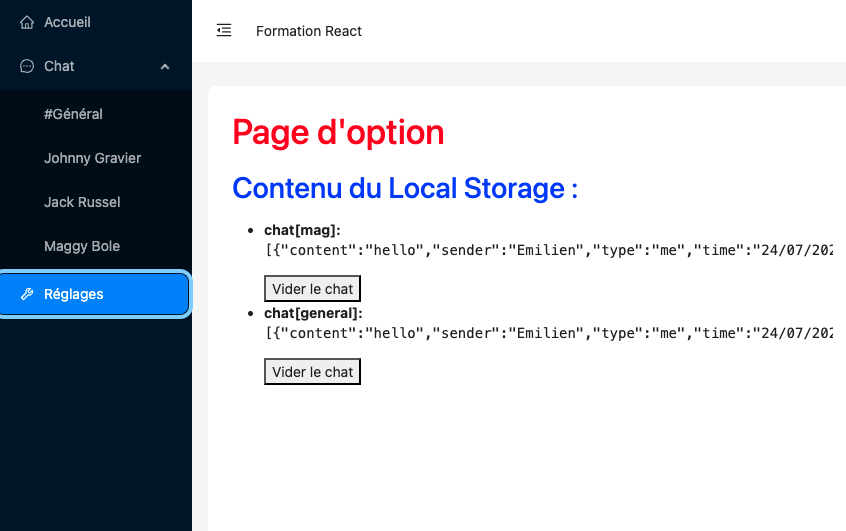 Accueil
Formation React
Chat
#Général
Johnny Gravier
Jack Russel
Maggy Bole
Réglages
Page d'option
Contenu du Local Storage :
chat[mag]:
[{"content":"hello","sender":"Emilien","type":"me","time":"24/07/202
Vider le chat
chat[general]:
[{"content":"hello","sender":"Emilien","type":"me","time":"24/07/202
Vider le chat